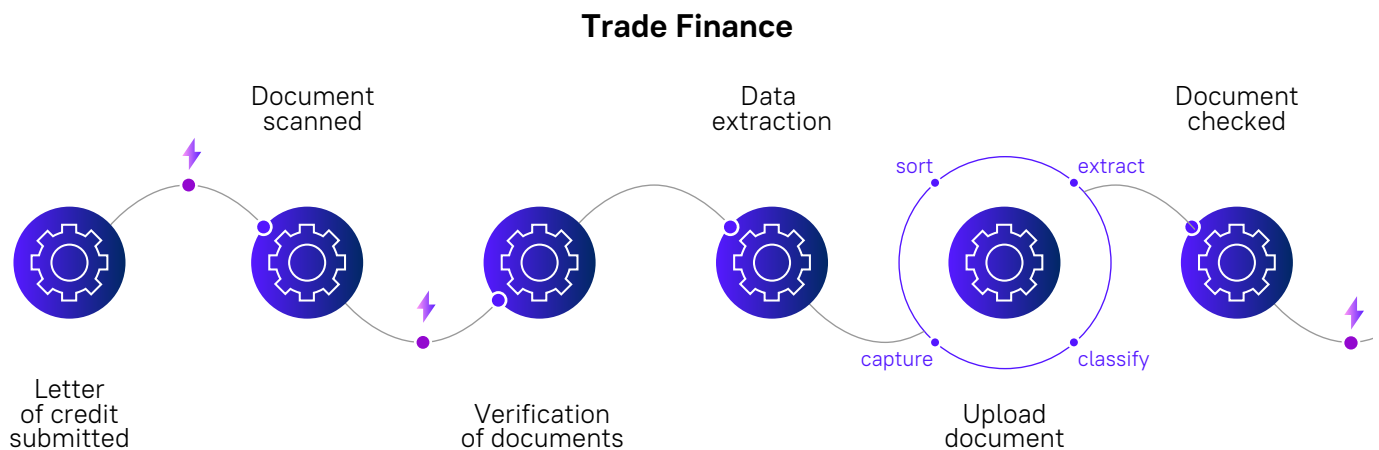 Trade Finance
Document
scanned
Data
extraction
Document
checked
sort
extract
capture
classify
Letter
of credit
submitted
Verification
of documents
Upload
document